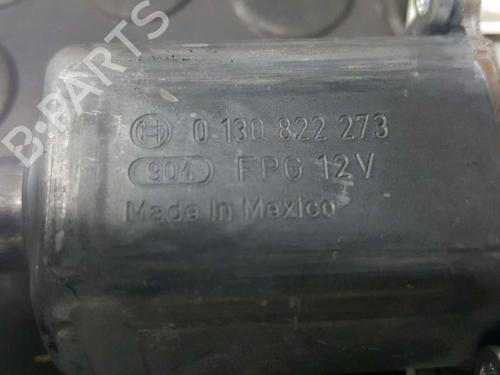 B-PARTS
0 130 822 273
904 FPG 12V
Made in Mexico